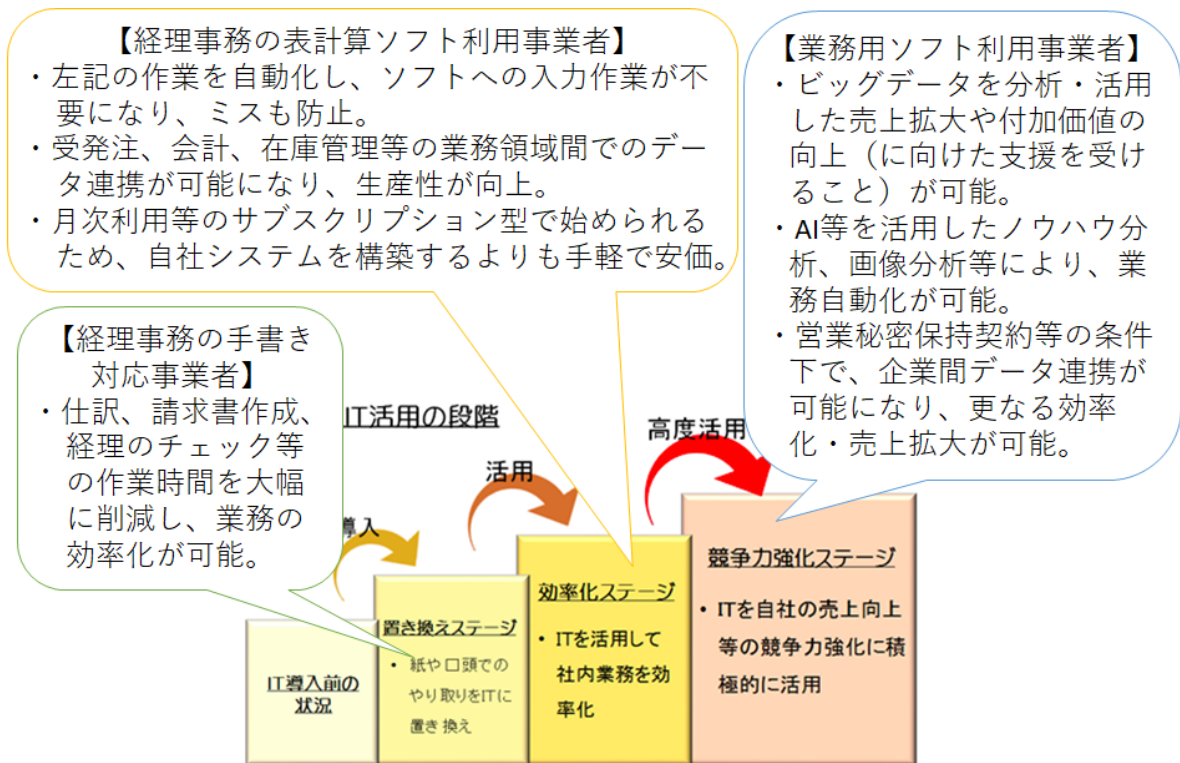 【経理事務の表計算ソフト利用事業者】
・左記の作業を自動化し、ソフトへの入力作業が不
要になり、ミスも防止。
・受発注、会計、在庫管理等の業務領域間でのデー
タ連携が可能になり、生産性が向上。
・月次利用等のサブスクリプション型で始められる
ため、自社システムを構築するよりも手軽で安価。
【業務用ソフト利用事業者】
・ビッグデータを分析・活用
した売上拡大や付加価値の
向上（に向けた支援を受け
ること）が可能。
・AI等を活用したノウハウ分
析、画像分析等により、業
務自動化が可能。
・営業秘密保持契約等の条件
下で、企業間データ連携が
可能になり、更なる効率
化・売上拡大が可能。
【経理事務の手書き
対応事業者】
・仕訳、請求書作成、
経理のチェック等
の作業時間を大幅
に削減し、業務の
効率化が可能。
IT活用の段階
導入
活用
高度活用
IT導入前の
状況
置き換えステージ
• 紙や口頭での
やり取りをITに
置き換え
効率化ステージ
• ITを活用して
社内業務を効
率化
競争力強化ステージ
• ITを自社の売上向上
等の競争力強化に積
極的に活用